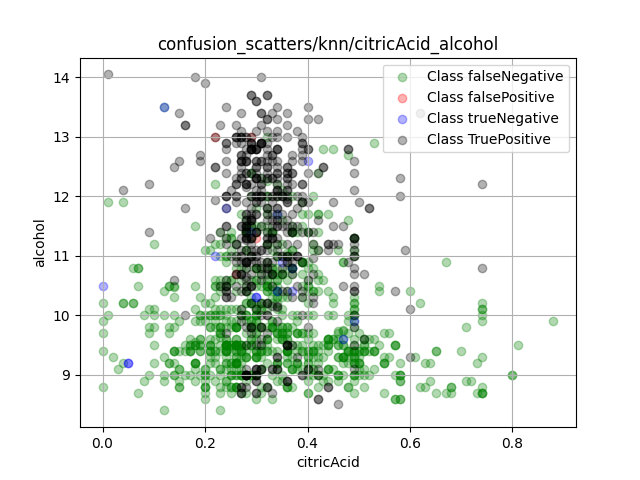 confusion_scatters/knn/citricAcid_alcohol
Class falseNegative
Class falsePositive
Class trueNegative
Class TruePositive
14
13
12
11
10
9
alcohol
0.0 0.2 0.4 0.6 0.8
citricAcid